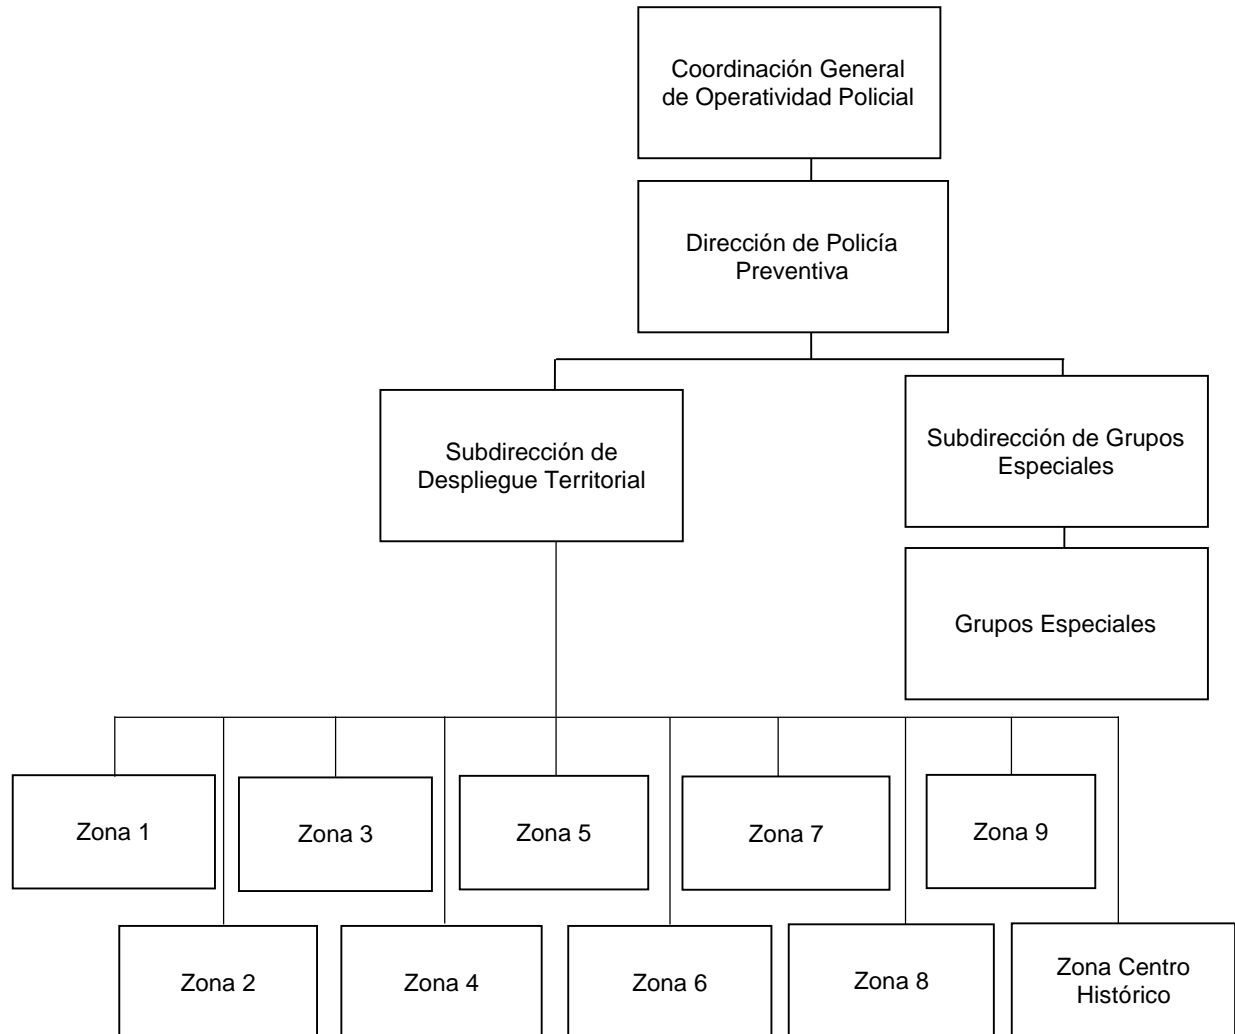 Coordinación General
de Operatividad Policial
Dirección de Policía
Preventiva
Subdirección de
Despliegue Territorial
Subdirección de Grupos
Especiales
Grupos Especiales
Zona 1
Zona 3
Zona 5
Zona 7
Zona 9
Zona 2
Zona 4
Zona 6
Zona 8
Zona Centro
Histórico